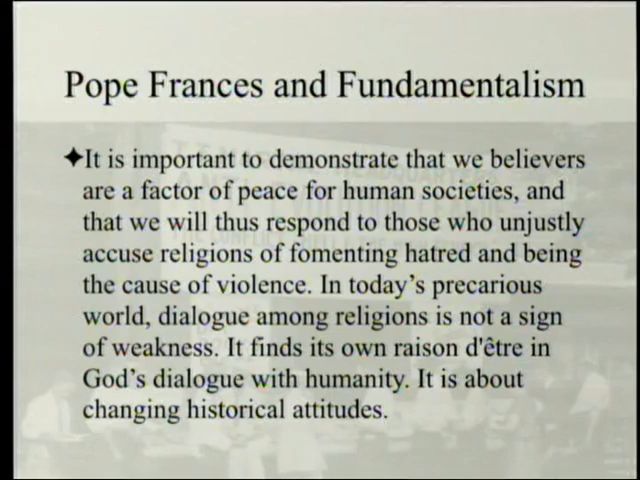 Pope Frances and Fundamentalism
✦It is important to demonstrate that we believers
are a factor of peace for human societies, and
that we will thus respond to those who unjustly
accuse religions of fomenting hatred and being
the cause of violence. In today’s precarious
world, dialogue among religions is not a sign
of weakness. It finds its own raison d'être in
God’s dialogue with humanity. It is about
changing historical attitudes.